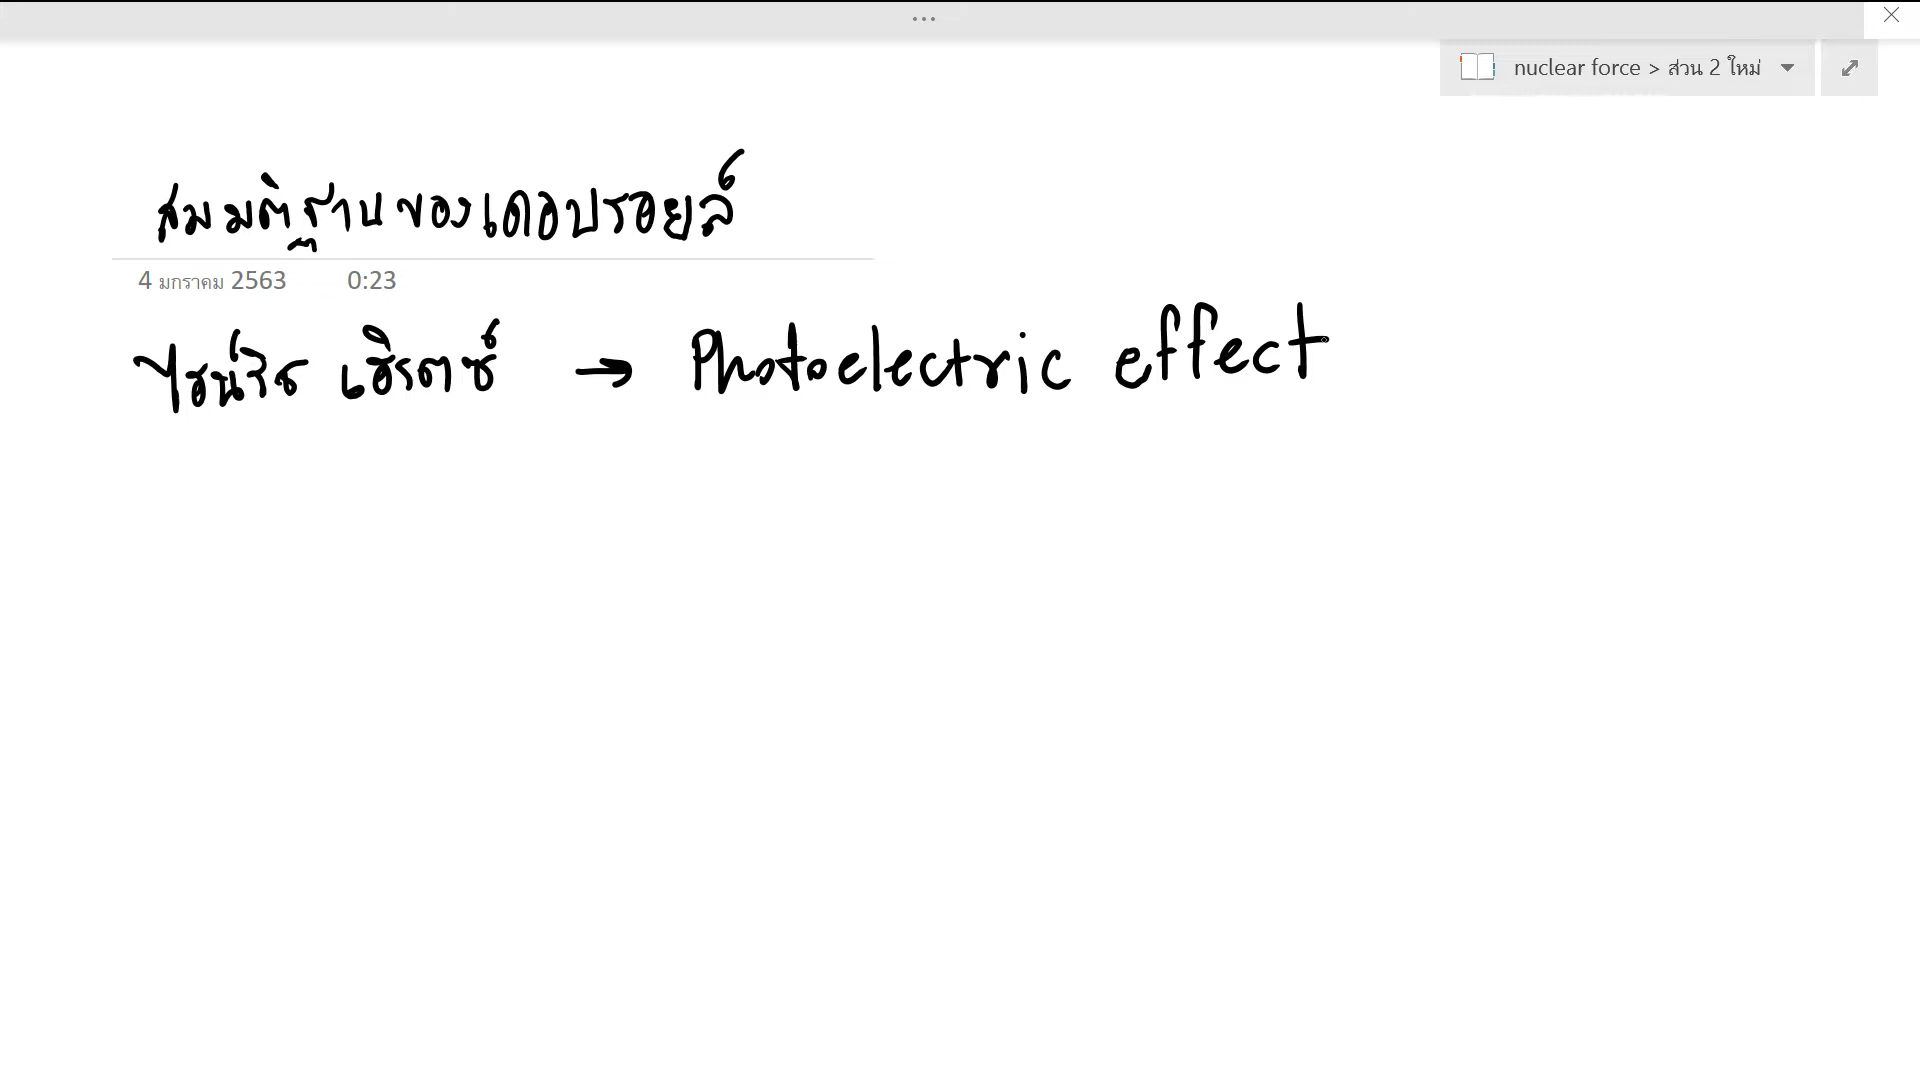 nuclear force > ส่วน 2 ใหม่
สมมติฐานของเดอบรอยล์
4 มกราคม 2563 0:23
ไฮน์ริช เฮิรตซ์ → Photoelectric effect